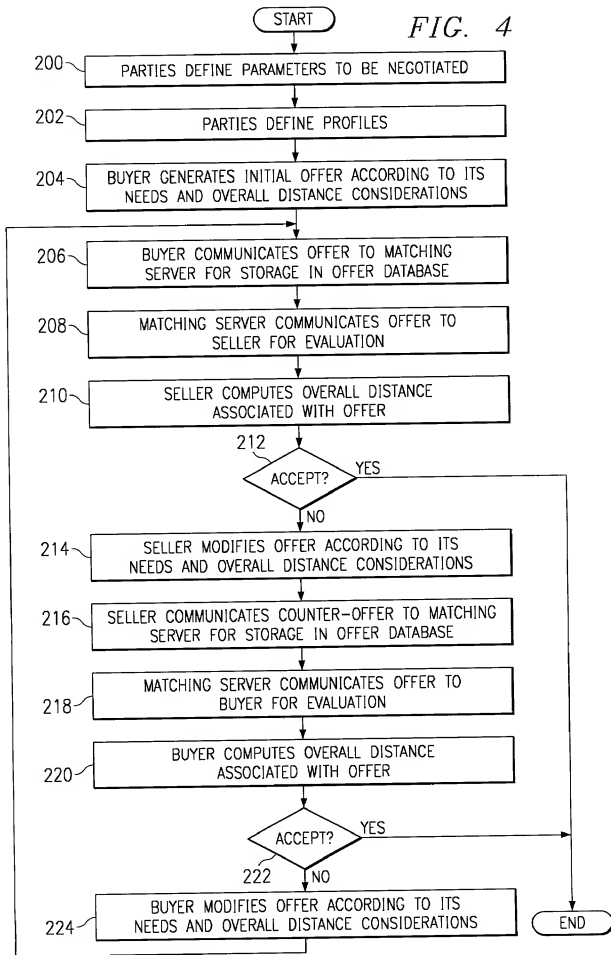 START
FIG. 4
200
PARTIES DEFINE PARAMETERS TO BE NEGOTIATED
202
PARTIES DEFINE PROFILES
204
BUYER GENERATES INITIAL OFFER ACCORDING TO ITS
NEEDS AND OVERALL DISTANCE CONSIDERATIONS
206
BUYER COMMUNICATES OFFER TO MATCHING
SERVER FOR STORAGE IN OFFER DATABASE
208
MATCHING SERVER COMMUNICATES OFFER TO
SELLER FOR EVALUATION
210
SELLER COMPUTES OVERALL DISTANCE
ASSOCIATED WITH OFFER
212
ACCEPT?
YES
NO
214
SELLER MODIFIES OFFER ACCORDING TO ITS
NEEDS AND OVERALL DISTANCE CONSIDERATIONS
216
SELLER COMMUNICATES COUNTER-OFFER TO MATCHING
SERVER FOR STORAGE IN OFFER DATABASE
218
MATCHING SERVER COMMUNICATES OFFER TO
BUYER FOR EVALUATION
220
BUYER COMPUTES OVERALL DISTANCE
ASSOCIATED WITH OFFER
ACCEPT?
YES
222
NO
224
BUYER MODIFIES OFFER ACCORDING TO ITS
NEEDS AND OVERALL DISTANCE CONSIDERATIONS
END